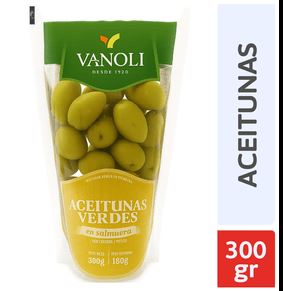 VANOLI
DESDE 1920
ACEITUNAS
VERDES
en salmuera
300g 180g
ACEITUNAS
300
gr